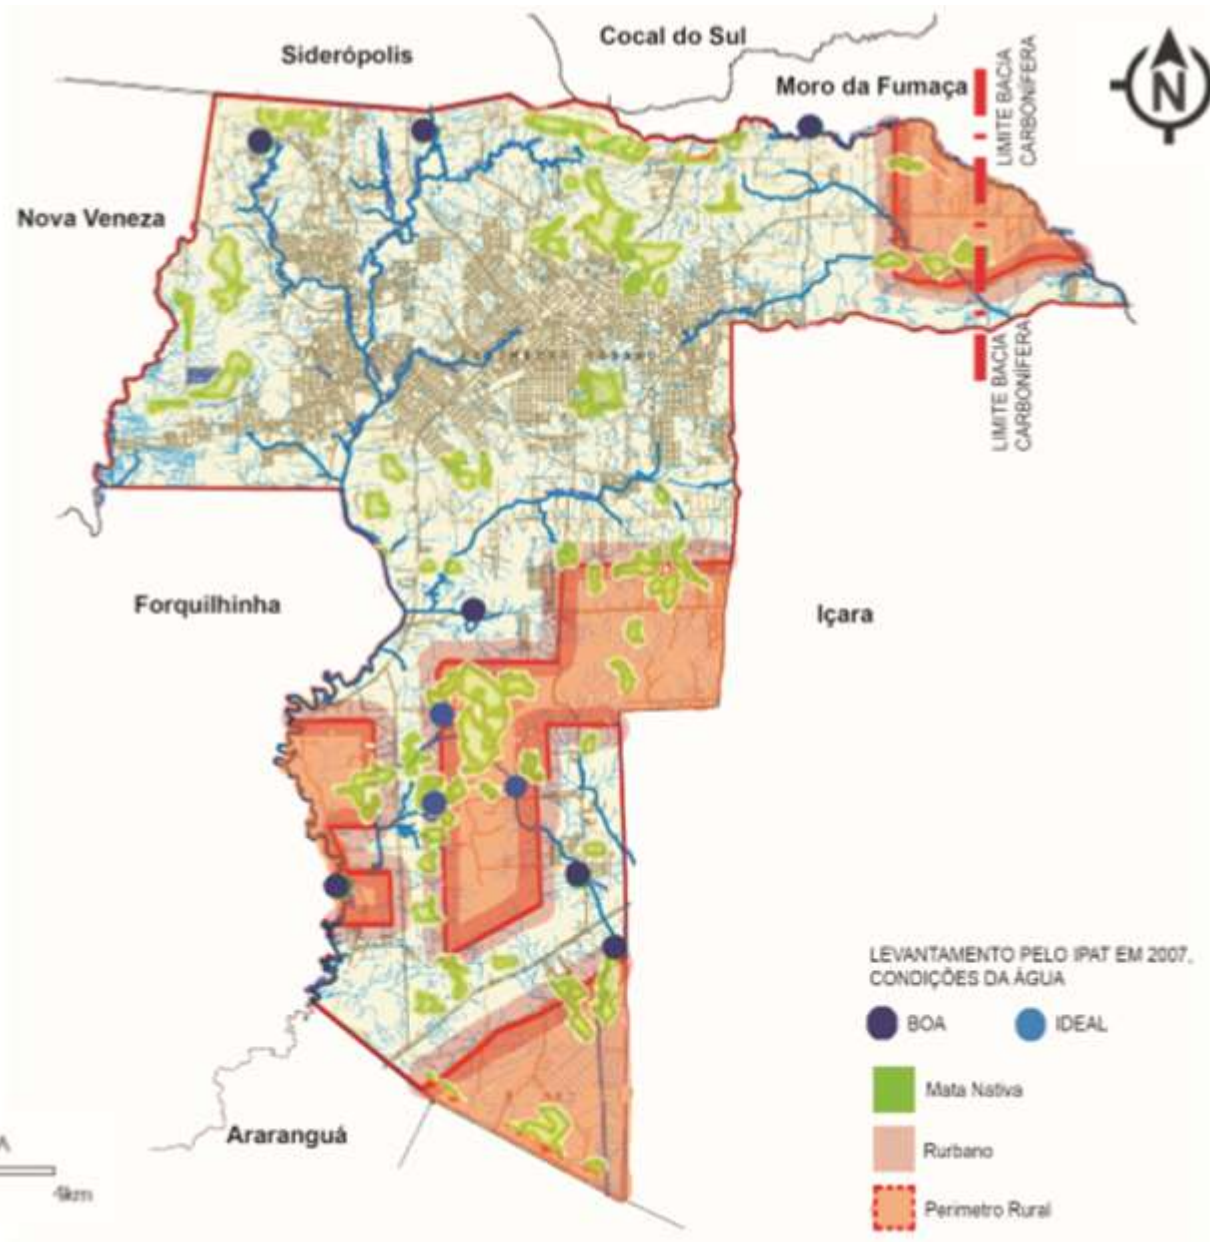 Siderópolis
Cocal do Sul
Moro da Fumaça
LIMITE BACIA
CARBONÍFERA
N
Nova Veneza
LIMITE BACIA
CARBONÍFERA
Forquilhinha
Içara
LEVANTAMENTO PELO IPAT EM 2007,
CONDIÇÕES DA ÁGUA
BOA
IDEAL
Mata Nativa
Rurbano
Perimetro Rural
Araranguá
4km